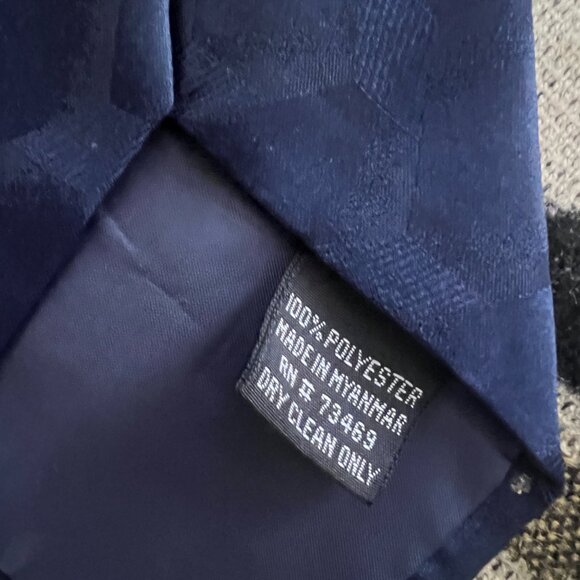 100% POLYESTER
MADE IN MYANMAR
RN # 73469
DRY CLEAN ONLY